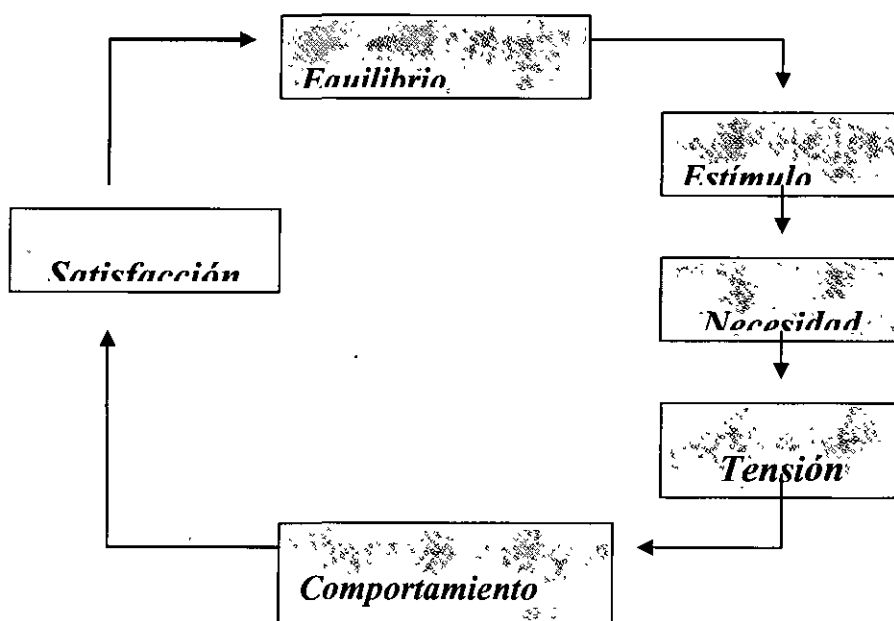 Equilibrio
Estímulo
Necesidad
Tensión
Comportamiento
Satisfacción